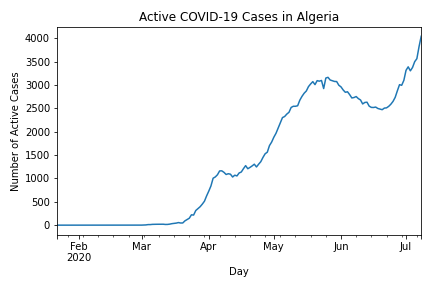 Active COVID-19 Cases in Algeria
Number of Active Cases
4000
3500
3000
2500
2000
1500
1000
500
0
Feb Mar Apr May Jun Jul
2020
Day